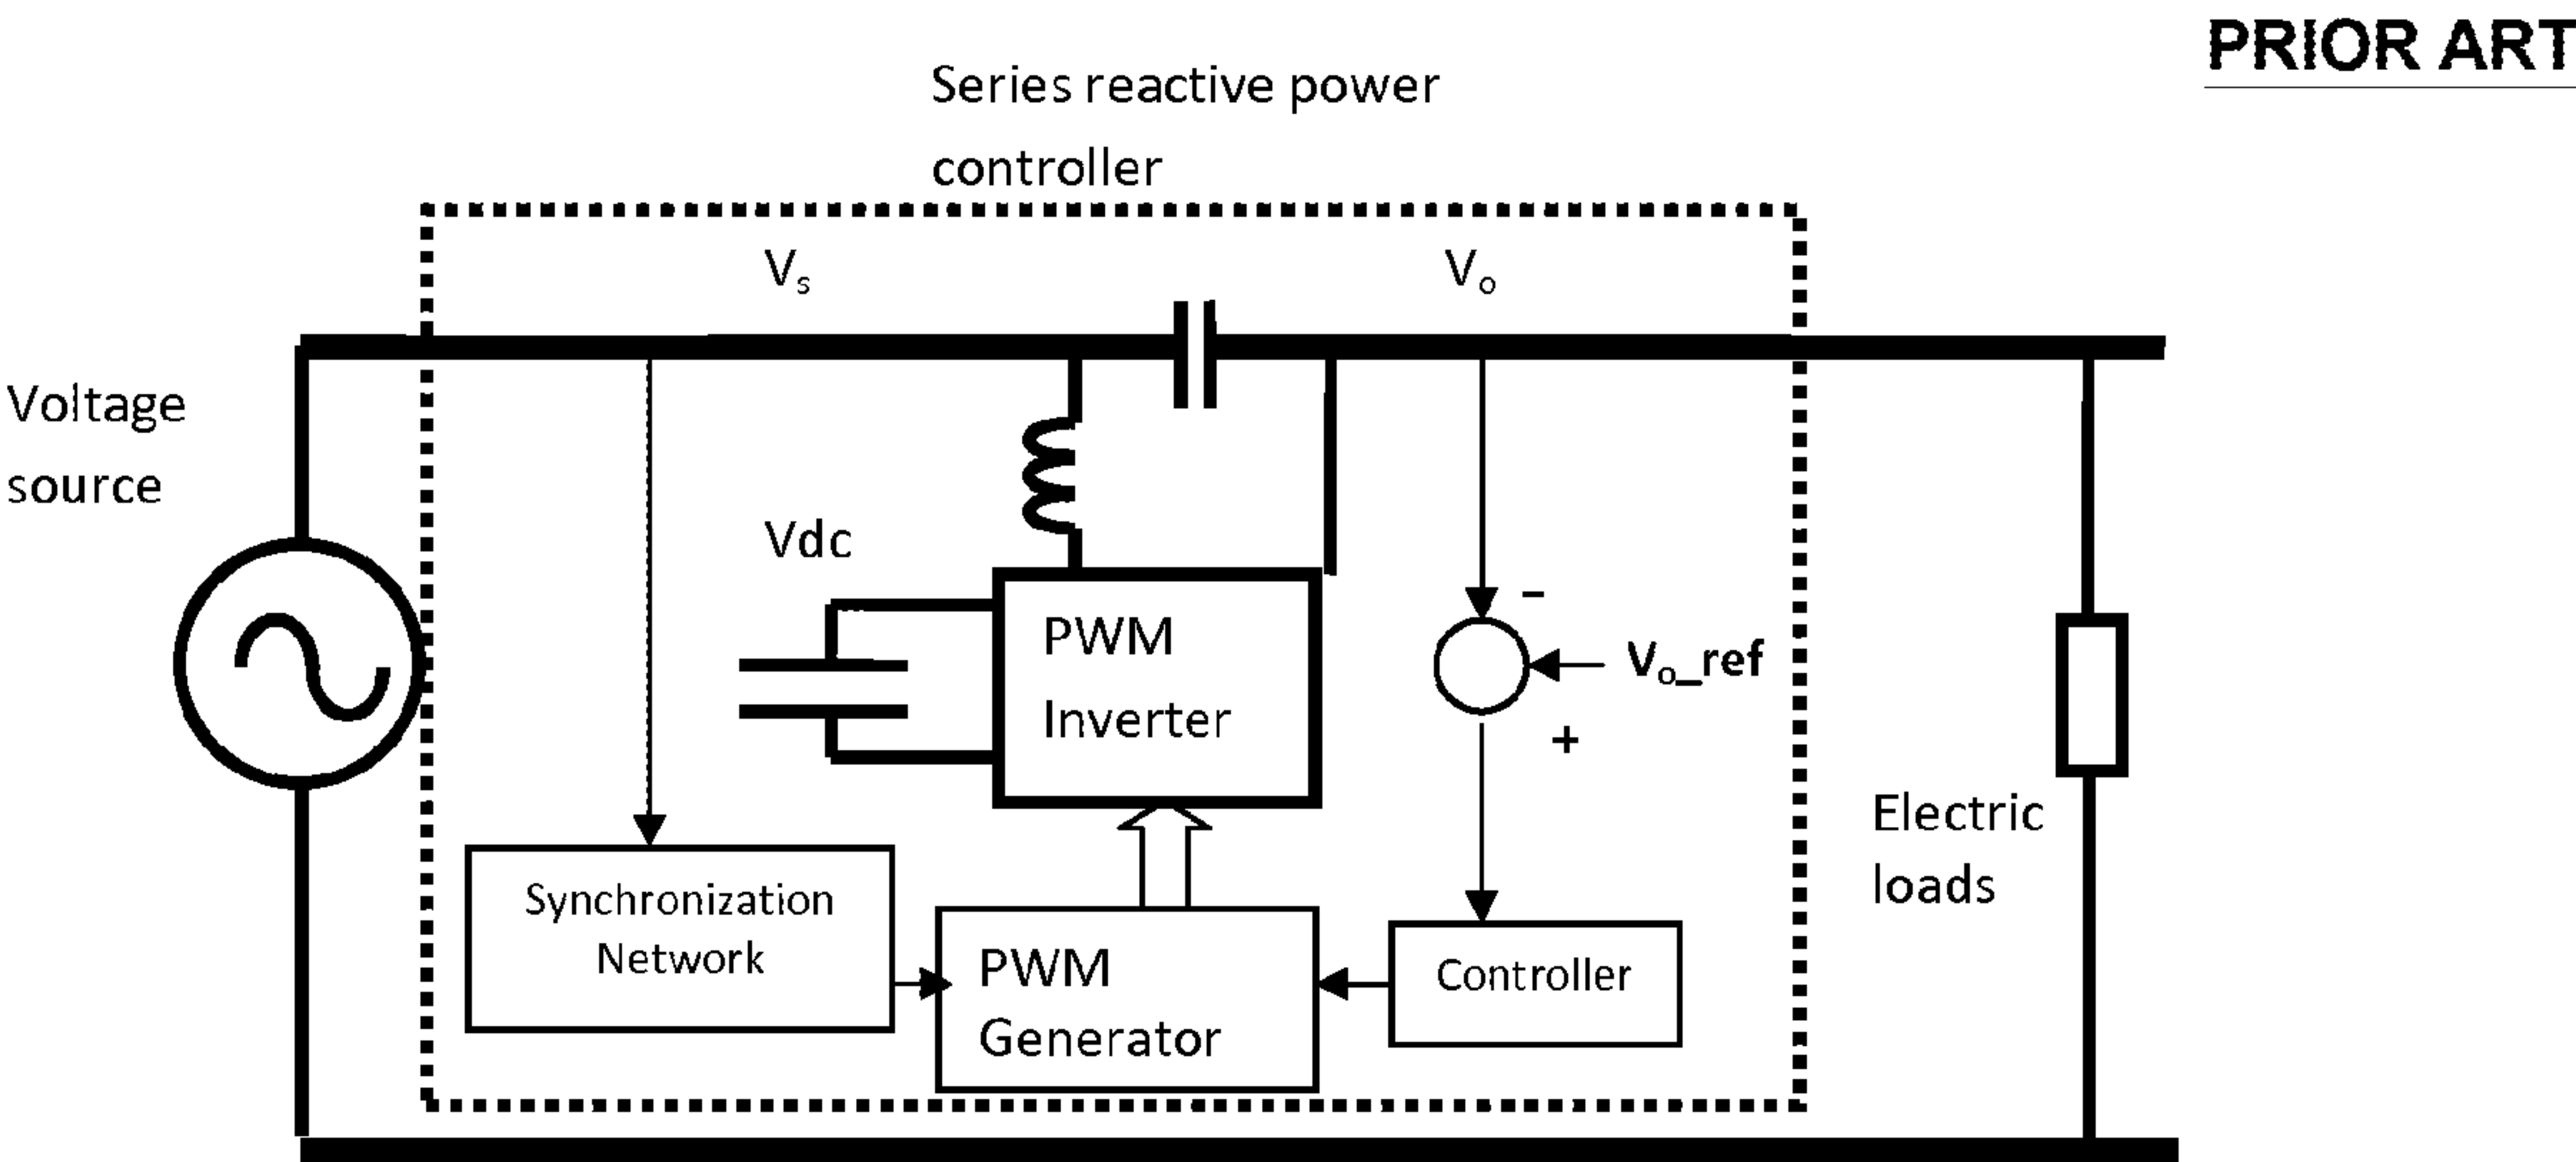 PRIOR ART
Series reactive power
controller
Vs
Vo
Voltage
source
Vdc
PWM
Inverter
−
Vo_ref
+
Electric
loads
Synchronization
Network
PWM
Generator
Controller